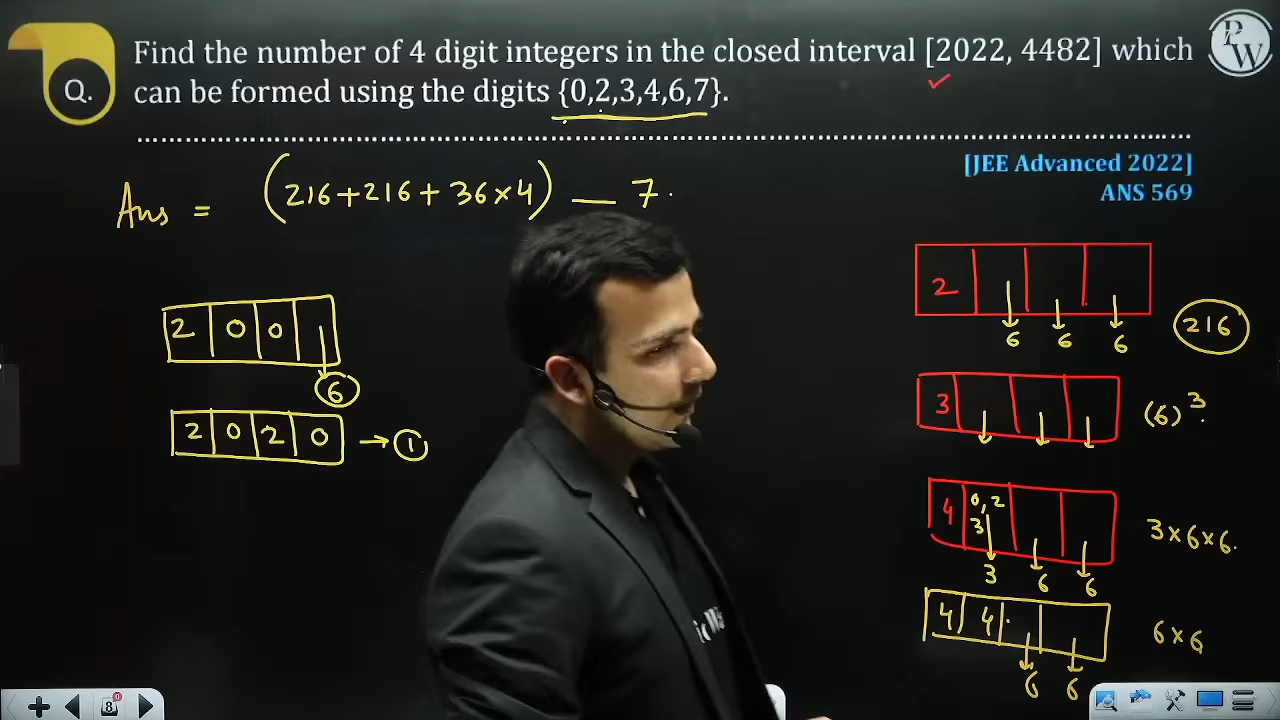 Q.
Find the number of 4 digit integers in the closed interval [2022, 4482] which
can be formed using the digits {0,2,3,4,6,7}.
PW
[JEE Advanced 2022]
ANS 569
Ans = (216+216+36×4) — 7.
2 0 0
6
2 0 2 0 → 1
2
6 6 6
216
3
(6)³.
4 0, 2
3
3 6 6
3×6×6.
4 4
6 6
6×6
8
0